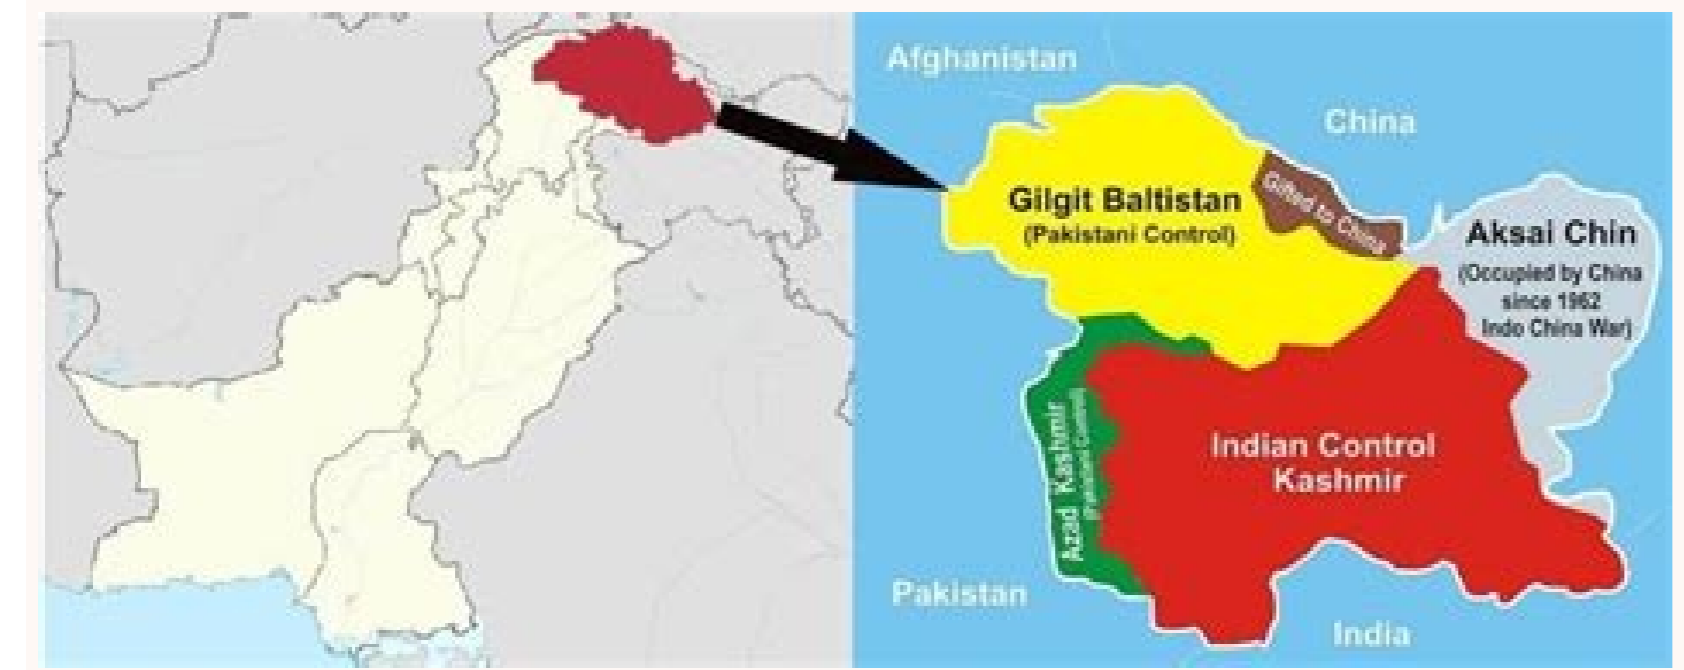 Afghanistan
China
Gilgit Baltistan
(Pakistani Control)
Gifted to China
Aksai Chin
(Occupied by China
since 1962
Indo China War)
Azad Kashmir
(Pakistani Control)
Indian Control
Kashmir
Pakistan
India